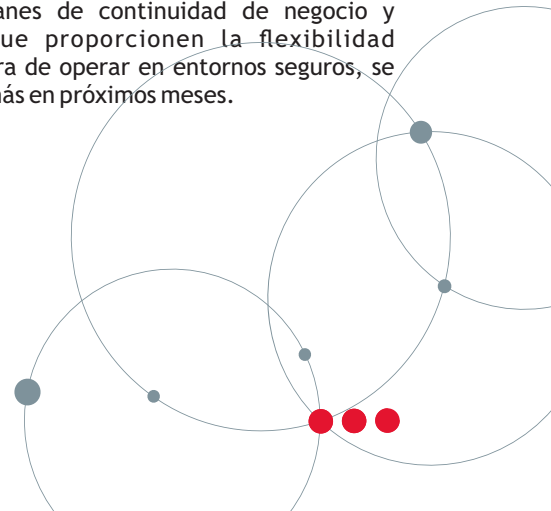 anes de continuidad de negocio y
ue proporcionen la flexibilidad
ra de operar en entornos seguros, se
nás en próximos meses.